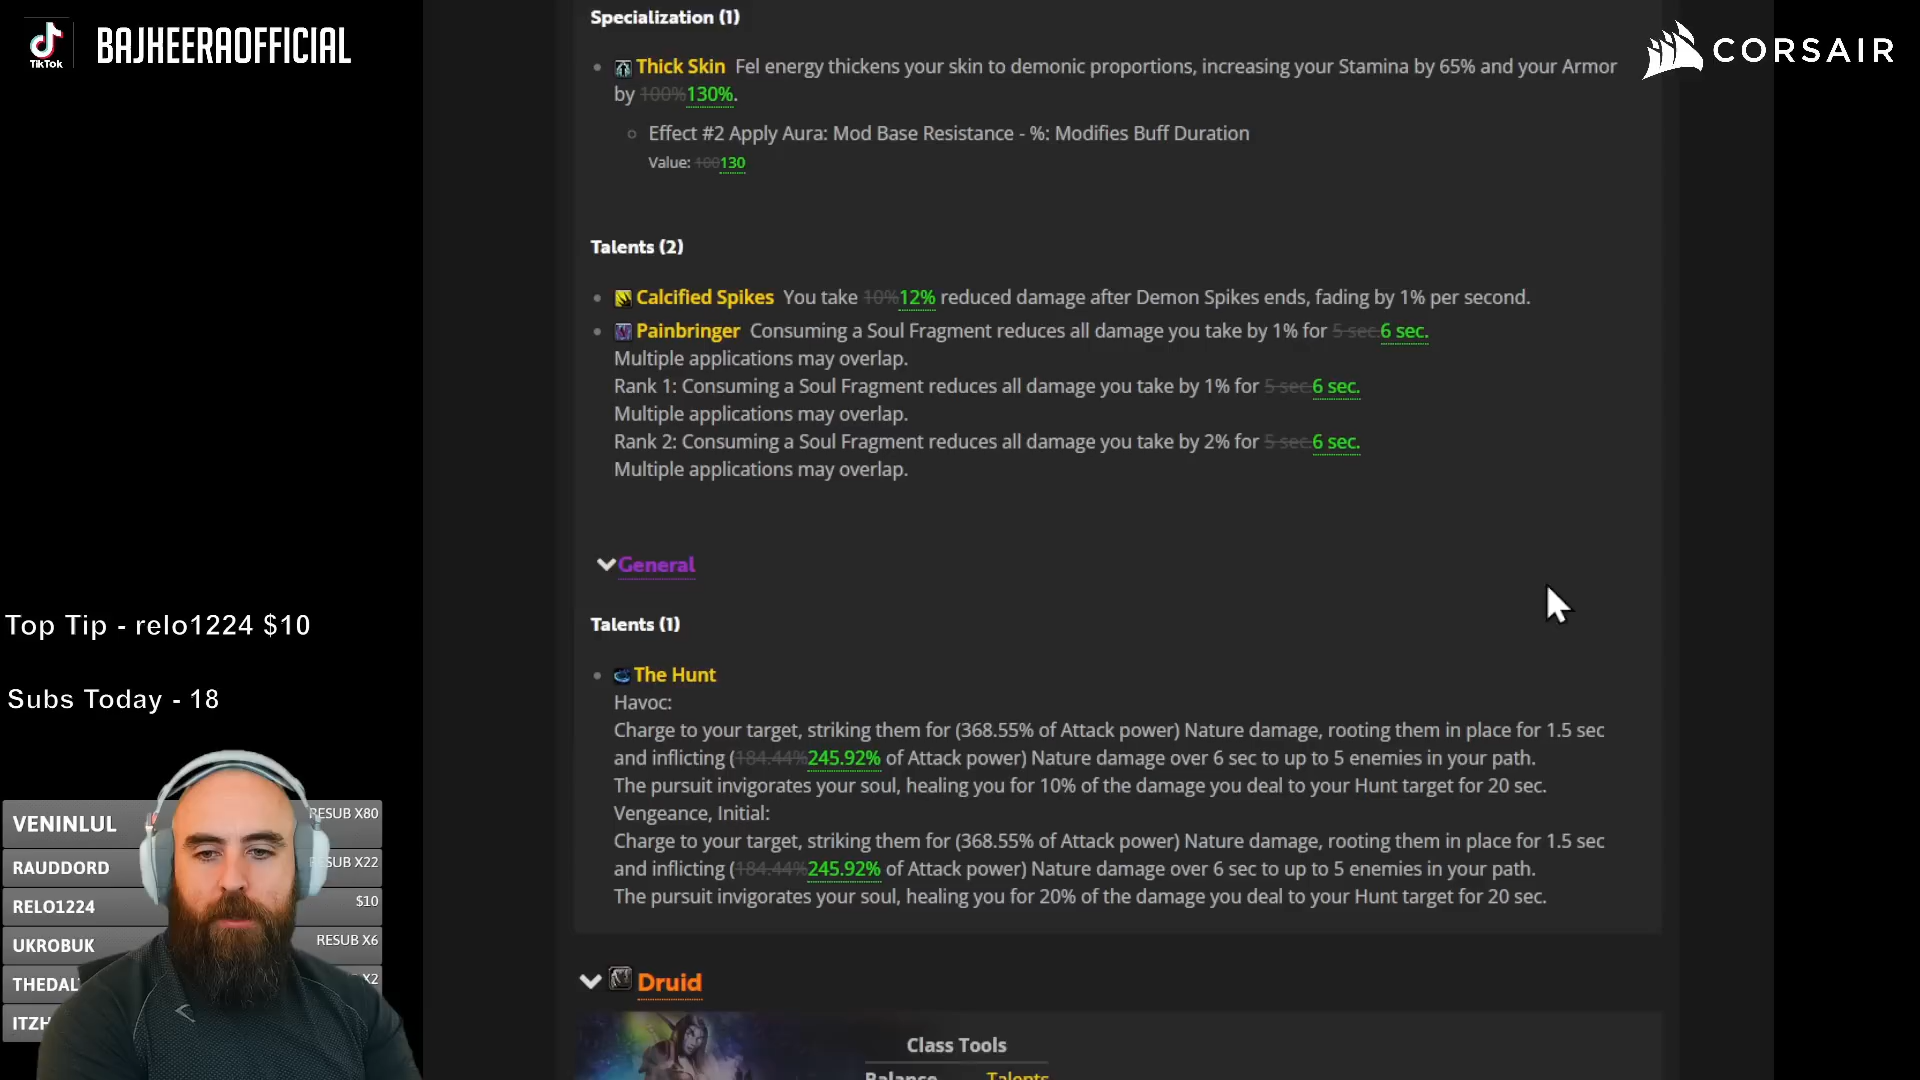 TikTok
BAJHEERAOFFICIAL
CORSAIR
Specialization (1)
Thick Skin Fel energy thickens your skin to demonic proportions, increasing your Stamina by 65% and your Armor
by 100%130%.
Effect #2 Apply Aura: Mod Base Resistance - %: Modifies Buff Duration
Value: 100130
Talents (2)
Calcified Spikes You take 10%12% reduced damage after Demon Spikes ends, fading by 1% per second.
Painbringer Consuming a Soul Fragment reduces all damage you take by 1% for 5 sec.6 sec.
Multiple applications may overlap.
Rank 1: Consuming a Soul Fragment reduces all damage you take by 1% for 5 sec.6 sec.
Multiple applications may overlap.
Rank 2: Consuming a Soul Fragment reduces all damage you take by 2% for 5 sec.6 sec.
Multiple applications may overlap.
General
Talents (1)
The Hunt
Havoc:
Charge to your target, striking them for (368.55% of Attack power) Nature damage, rooting them in place for 1.5 sec
and inflicting (184.44%245.92% of Attack power) Nature damage over 6 sec to up to 5 enemies in your path.
The pursuit invigorates your soul, healing you for 10% of the damage you deal to your Hunt target for 20 sec.
Vengeance, Initial:
Charge to your target, striking them for (368.55% of Attack power) Nature damage, rooting them in place for 1.5 sec
and inflicting (184.44%245.92% of Attack power) Nature damage over 6 sec to up to 5 enemies in your path.
The pursuit invigorates your soul, healing you for 20% of the damage you deal to your Hunt target for 20 sec.
Druid
Class Tools
Balance Talents
Top Tip - relo1224 $10
Subs Today - 18
VENINLUL RESUB X80
RAUDDORD RESUB X22
RELO1224 $10
UKROBUK RESUB X6
THEDAL X2
ITZH